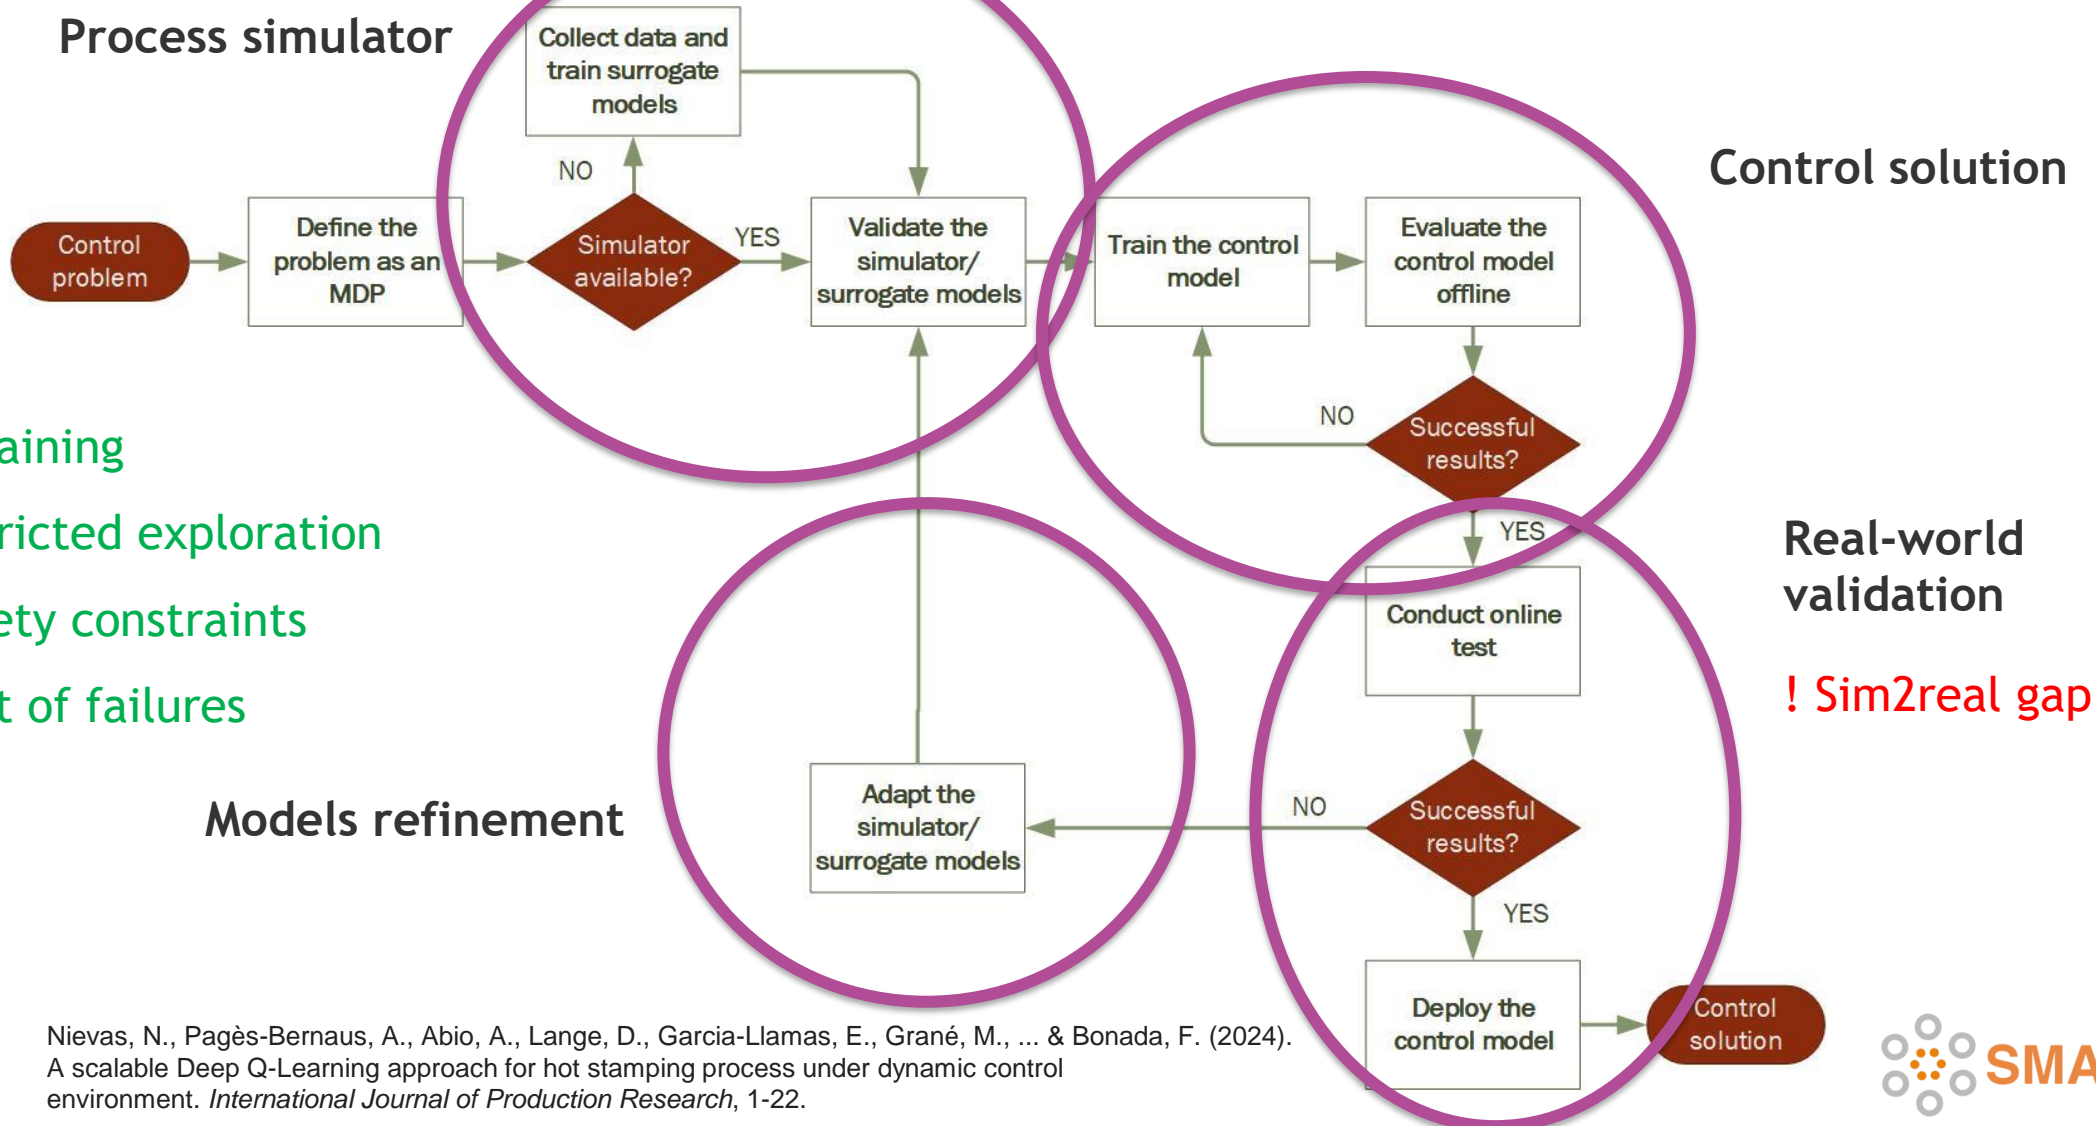 Process simulator
Collect data and
train surrogate
models
NO
Control
problem
Define the
problem as an
MDP
Simulator
available?
YES
Validate the
simulator/
surrogate models
Train the control
model
Evaluate the
control model
offline
Control solution
NO
Successful
results?
YES
aining
ricted exploration
ety constraints
t of failures
Real-world
validation
! Sim2real gap
Conduct online
test
Models refinement
Adapt the
simulator/
surrogate models
NO
Successful
results?
YES
Deploy the
control model
Control
solution
Nievas, N., Pagès-Bernaus, A., Abio, A., Lange, D., Garcia-Llamas, E., Grané, M., ... & Bonada, F. (2024).
A scalable Deep Q-Learning approach for hot stamping process under dynamic control
environment. International Journal of Production Research, 1-22.
SMA